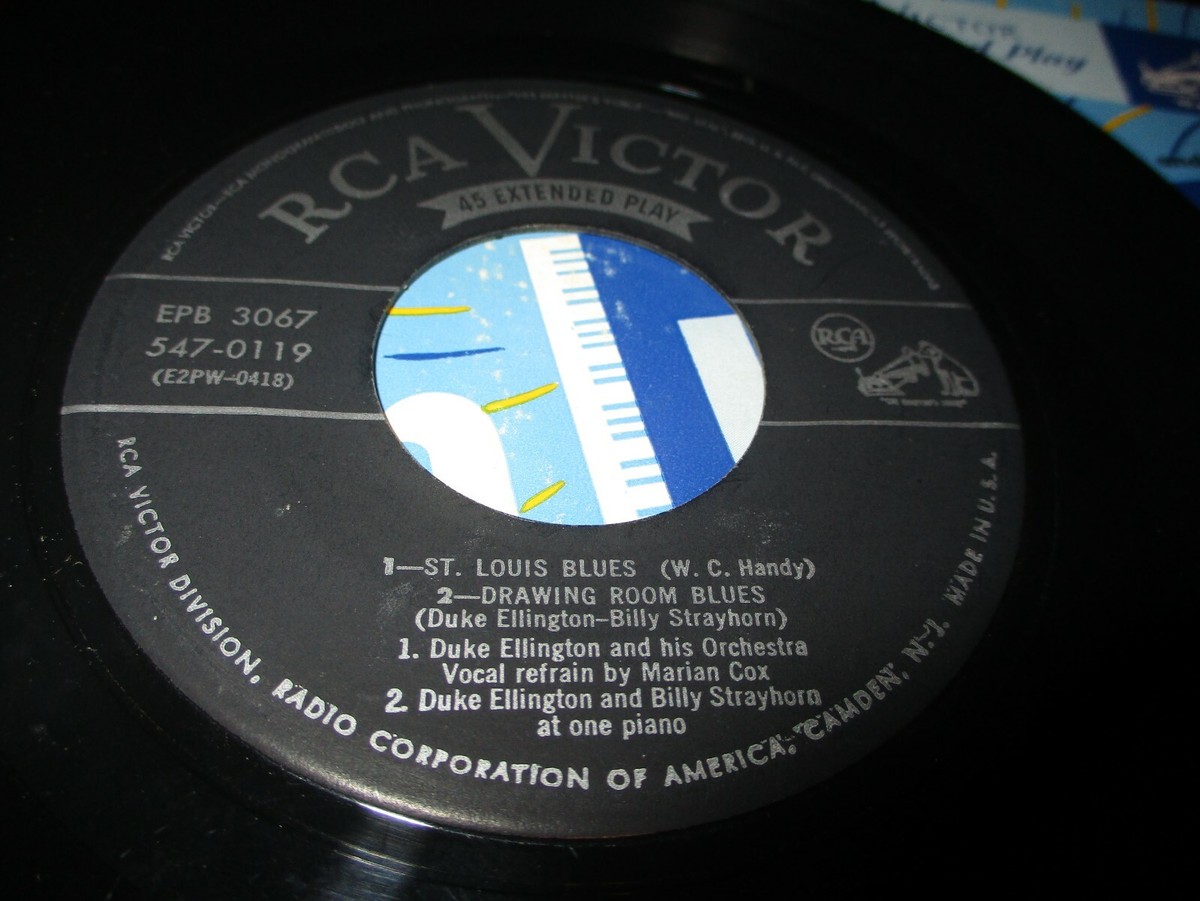 Play
RCA VICTOR
45 EXTENDED PLAY
EPB 3067
547-0119
(E2PW-0418)
RCA
1—ST. LOUIS BLUES (W. C. Handy)
2—DRAWING ROOM BLUES
(Duke Ellington–Billy Strayhorn)
1. Duke Ellington and his Orchestra
Vocal refrain by Marian Cox
2. Duke Ellington and Billy Strayhorn
at one piano
RCA VICTOR DIVISION, RADIO CORPORATION OF AMERICA, CAMDEN, N. J. MADE IN U. S. A.